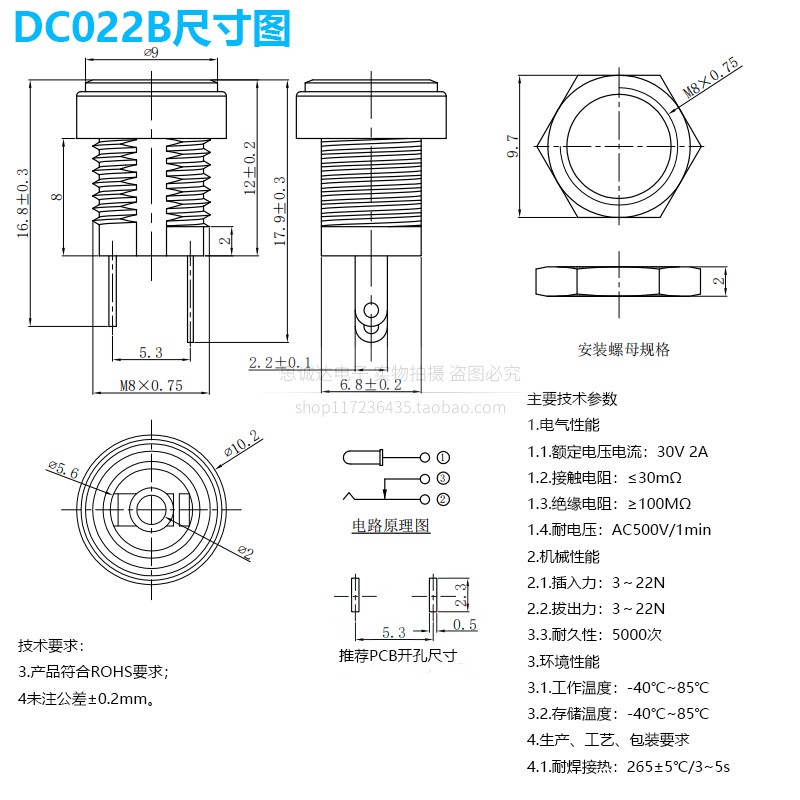 DC022B尺寸图
⌀9
16.8±0.3
8
2
12±0.2
17.9±0.3
5.3
M8×0.75
2.2±0.1
6.8±0.2
9.7
M8×0.75
2
安装螺母规格
忠诚达电子 实物拍摄 盗图必究
shop117236435.taobao.com
⌀10.2
⌀5.6
⌀2
①
③
②
电路原理图
2.3
0.5
5.3
推荐PCB开孔尺寸
技术要求：
3.产品符合ROHS要求；
4未注公差±0.2mm。
主要技术参数
1.电气性能
1.1.额定电压电流：30V 2A
1.2.接触电阻：≤30mΩ
1.3.绝缘电阻：≥100MΩ
1.4.耐电压：AC500V/1min
2.机械性能
2.1.插入力：3～22N
2.2.拔出力：3～22N
3.3.耐久性：5000次
3.环境性能
3.1.工作温度：-40℃~85℃
3.2.存储温度：-40℃~85℃
4.生产、工艺、包装要求
4.1.耐焊接热：265±5℃/3~5s